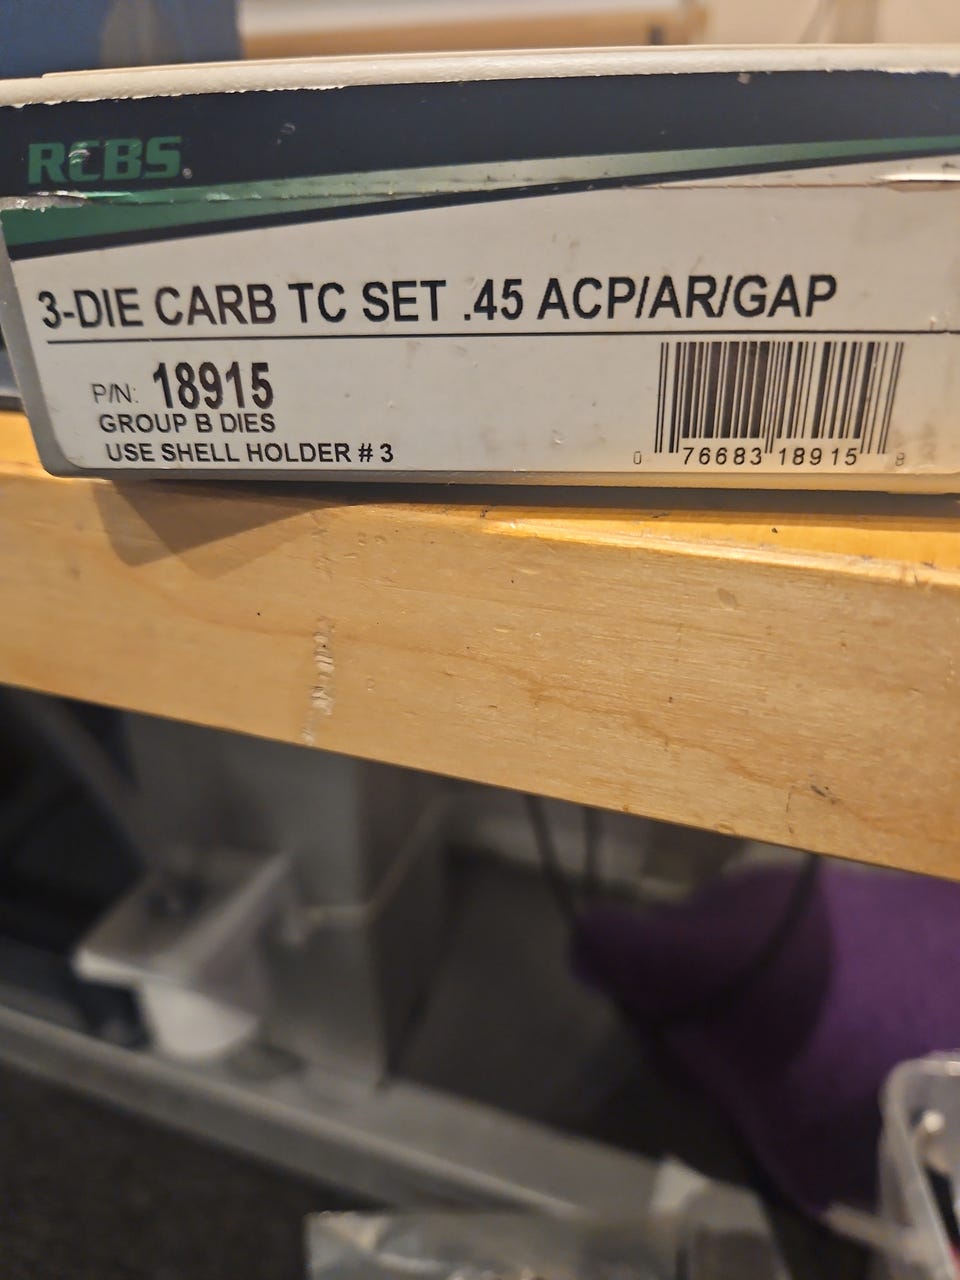 RCBS®
3-DIE CARB TC SET .45 ACP/AR/GAP
P/N: 18915
GROUP B DIES
USE SHELL HOLDER # 3
0 76683 18915 8